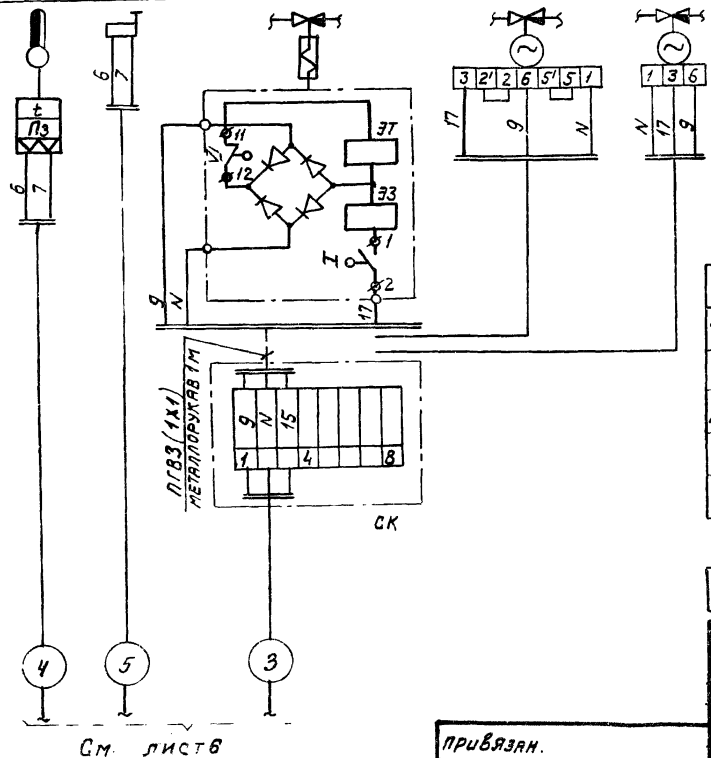 6 7
t
ПЗ
6 7
11
VI
12
ЭТ
ЭЗ
1
I
2
9 N
17
3 2' 2 6 5' 5 1
17 9 N
1 3 6
N 17 9
ПГВЗ (1х1)
МЕТАЛЛОРУКАВ 1м
9 N 15
1 4 8
СК
4 5 3
См. лист 6
Привязан.